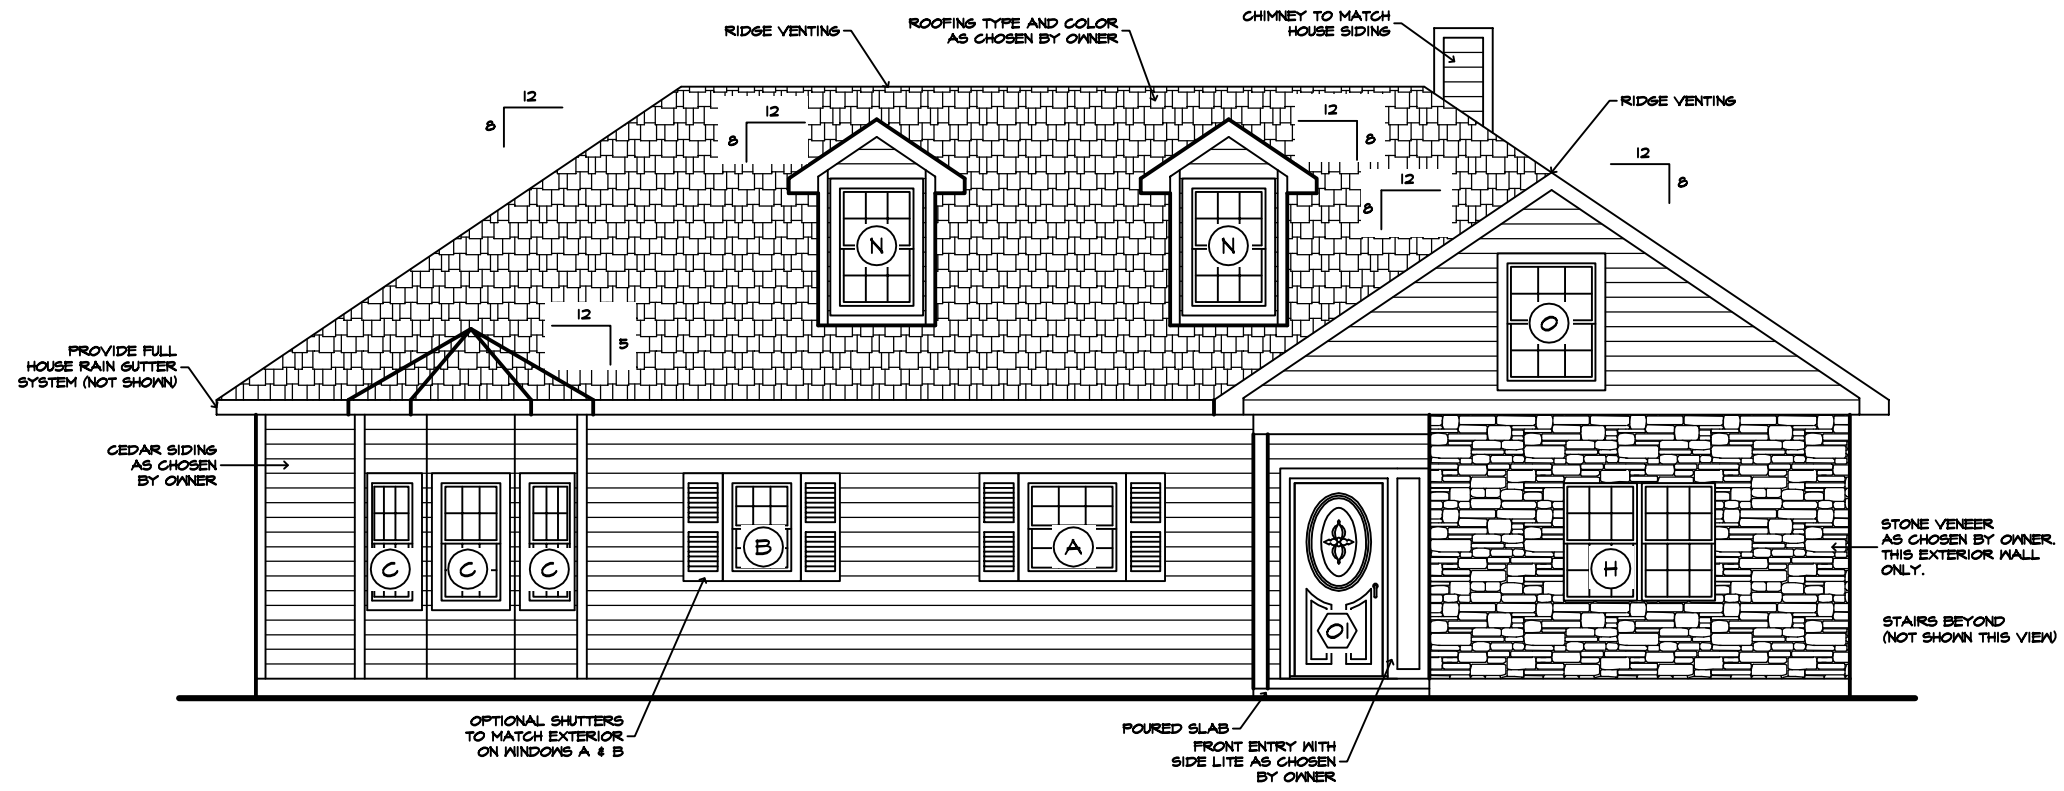 RIDGE VENTING
ROOFING TYPE AND COLOR
AS CHOSEN BY OWNER
CHIMNEY TO MATCH
HOUSE SIDING
RIDGE VENTING
12
8
12
8
12
8
12
8
12
8
12
5
N
N
O
PROVIDE FULL
HOUSE RAIN GUTTER
SYSTEM (NOT SHOWN)
CEDAR SIDING
AS CHOSEN
BY OWNER
C
C
C
B
A
H
01
STONE VENEER
AS CHOSEN BY OWNER.
THIS EXTERIOR WALL
ONLY.
STAIRS BEYOND
(NOT SHOWN THIS VIEW)
OPTIONAL SHUTTERS
TO MATCH EXTERIOR
ON WINDOWS A & B
POURED SLAB
FRONT ENTRY WITH
SIDE LITE AS CHOSEN
BY OWNER